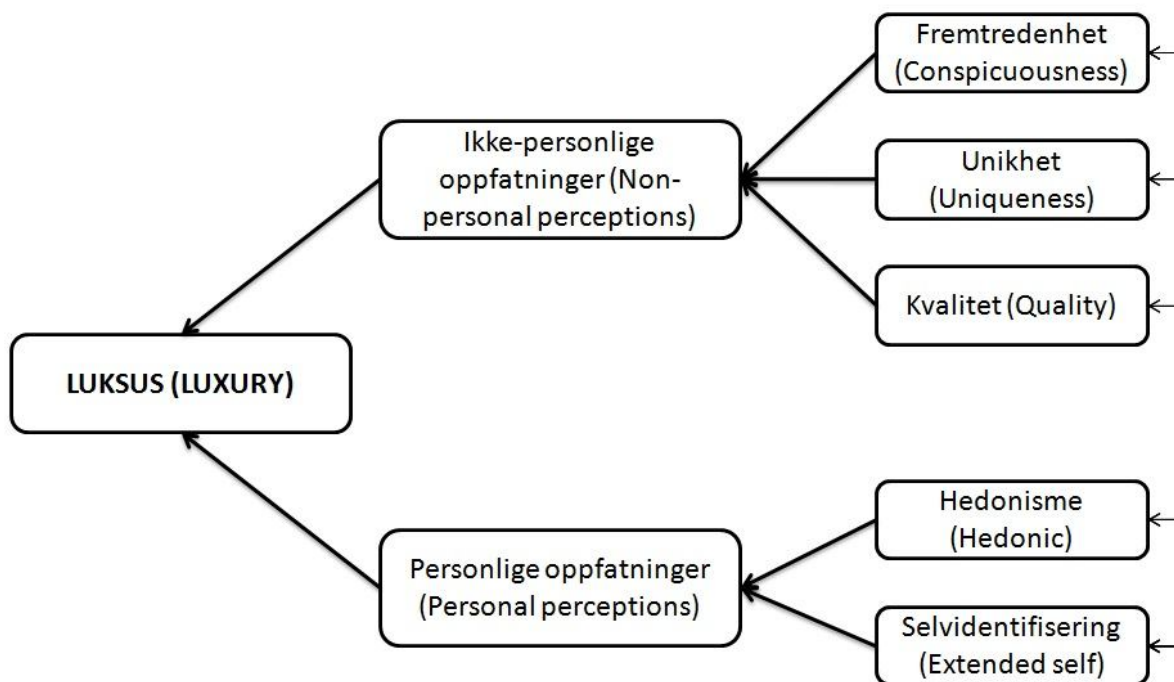 Fremtredenhet
(Conspicuousness)
Ikke-personlige
oppfatninger (Non-
personal perceptions)
Unikhet
(Uniqueness)
Kvalitet (Quality)
LUKSUS (LUXURY)
Hedonisme
(Hedonic)
Personlige oppfatninger
(Personal perceptions)
Selvidentifisering
(Extended self)